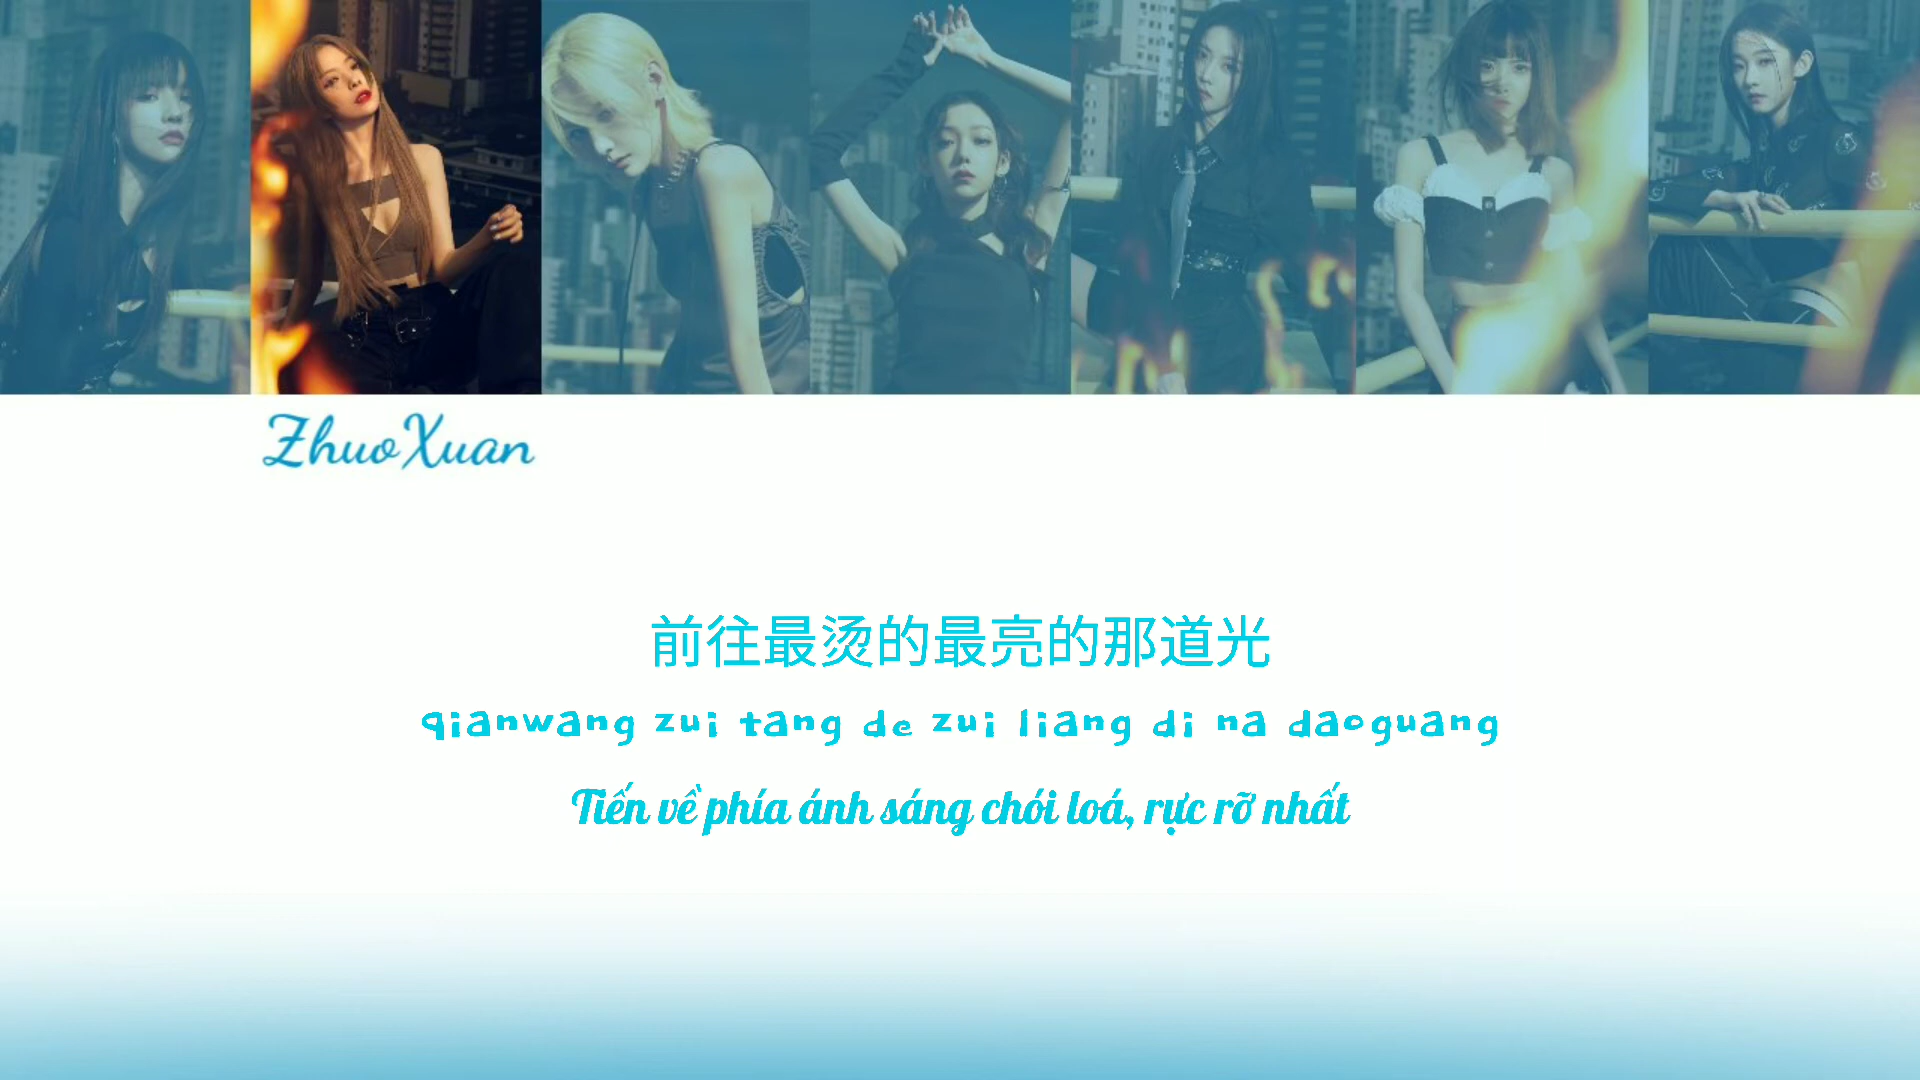 ZhuoXuan
前往最烫的最亮的那道光
qianwang zui tang de zui liang di na daoguang
Tiến về phía ánh sáng chói loá, rực rỡ nhất